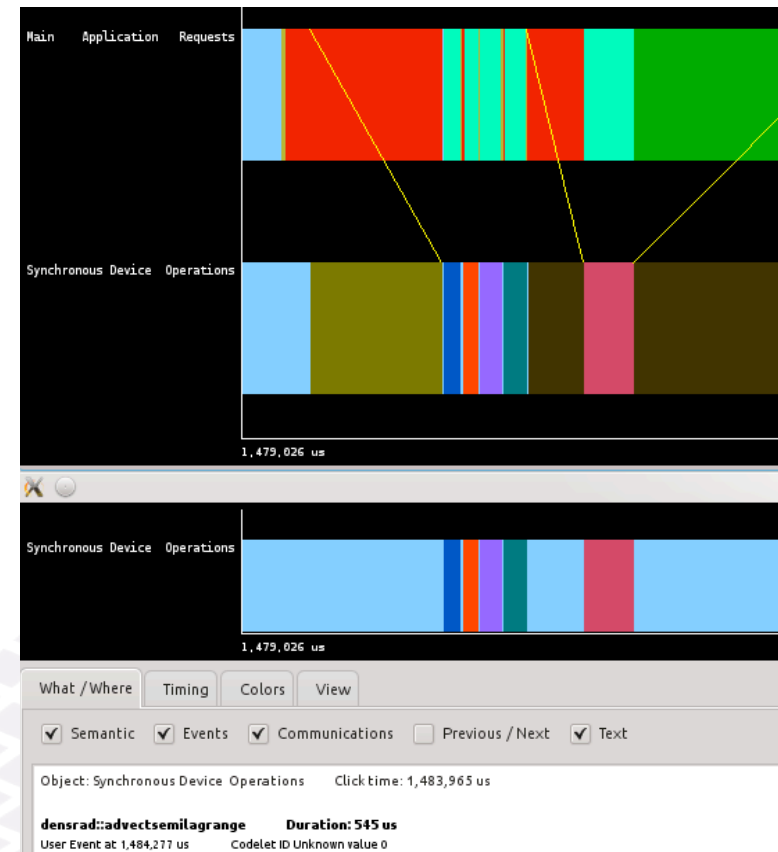 Main Application Requests
Synchronous Device Operations
1,479,026 us
Synchronous Device Operations
1,479,026 us
What / Where Timing Colors View
Semantic Events Communications Previous / Next Text
Object: Synchronous Device Operations Click time: 1,483,965 us
densrad::advectsemilagrange Duration: 545 us
User Event at 1,484,277 us Codelet ID Unknown value 0